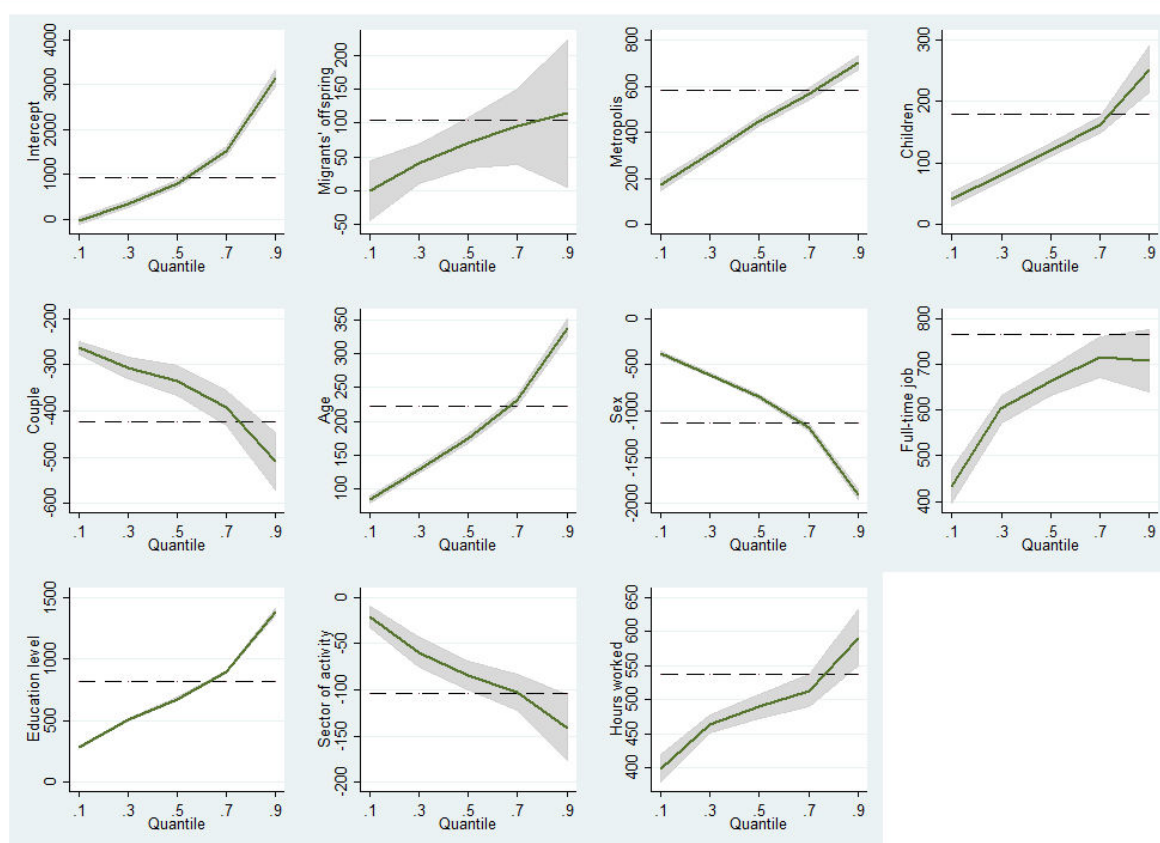 Intercept
4000
3000
2000
1000
0
.1 .3 .5 .7 .9
Quantile
Migrants' offspring
200
150
100
50
0
-50
.1 .3 .5 .7 .9
Quantile
Metropolis
800
600
400
200
0
.1 .3 .5 .7 .9
Quantile
Children
300
200
100
0
.1 .3 .5 .7 .9
Quantile
Couple
-200
-300
-400
-500
-600
.1 .3 .5 .7 .9
Quantile
Age
350
300
250
200
150
100
.1 .3 .5 .7 .9
Quantile
Sex
0
-500
-1000
-1500
-2000
.1 .3 .5 .7 .9
Quantile
Full-time job
800
700
600
500
400
.1 .3 .5 .7 .9
Quantile
Education level
1500
1000
500
0
.1 .3 .5 .7 .9
Quantile
Sector of activity
0
-50
-100
-150
-200
.1 .3 .5 .7 .9
Quantile
Hours worked
650
600
550
500
450
400
.1 .3 .5 .7 .9
Quantile